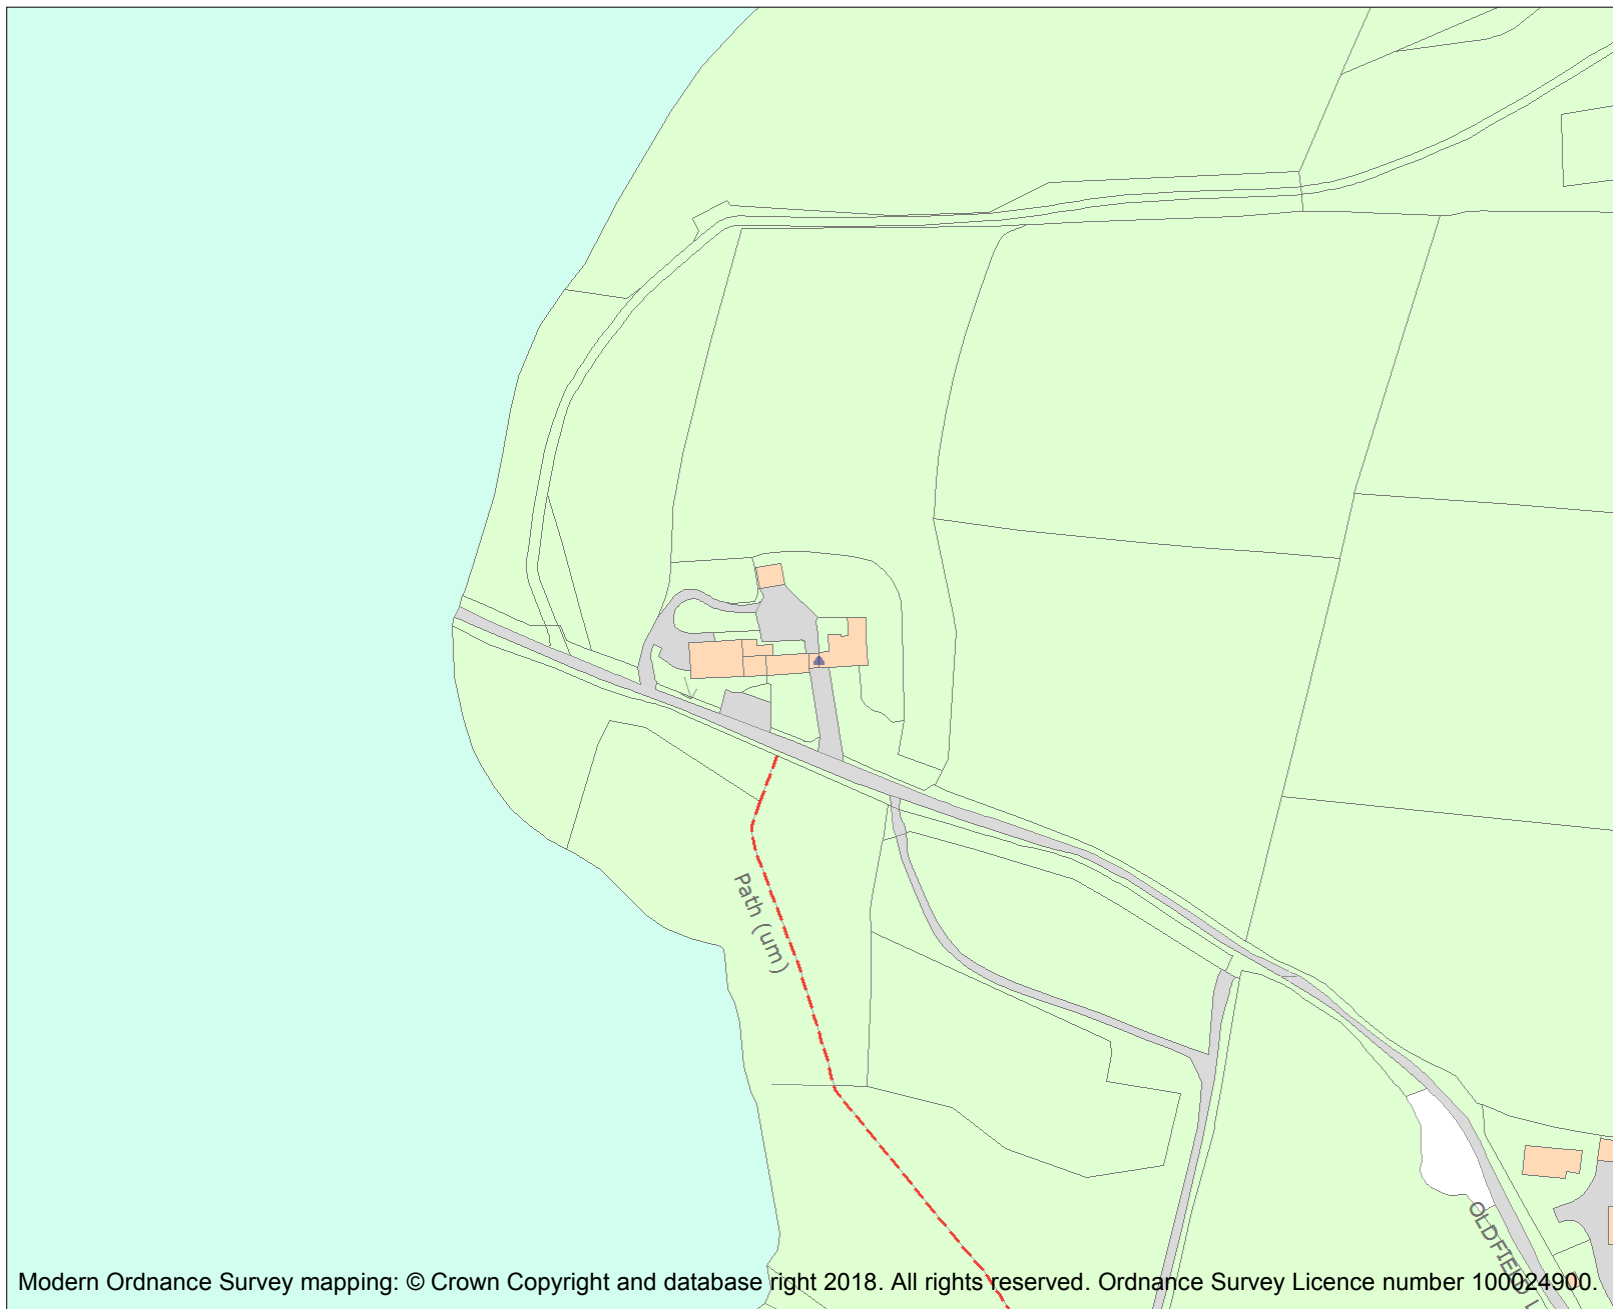 Path (um)
OLDFIELD
Modern Ordnance Survey mapping: © Crown Copyright and database right 2018. All rights reserved. Ordnance Survey Licence number 100024900.